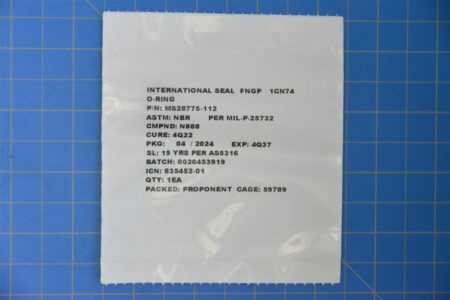 INTERNATIONAL SEAL FNGP 1CN74
O-RING
P/N: MS28775-112
ASTM: NBR PER MIL-P-25732
CMPND: N888
CURE: 4Q22
PKG: 04 / 2024 EXP: 4Q37
SL: 15 YRS PER AS5316
BATCH: 0020453919
ICN: 835452-01
QTY: 1EA
PACKED: PROPONENT CAGE: 59789